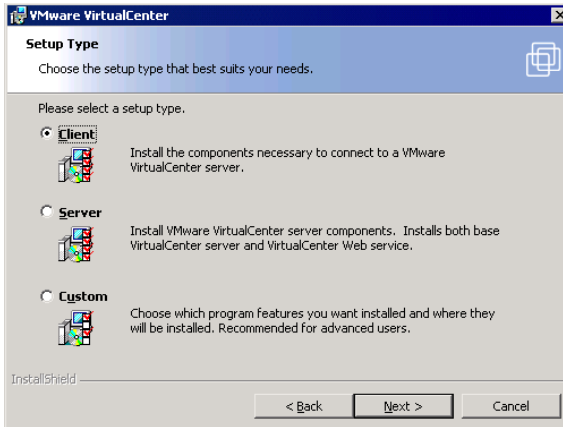 VMware VirtualCenter
Setup Type
Choose the setup type that best suits your needs.
Please select a setup type.
Client
Install the components necessary to connect to a VMware
VirtualCenter server.
Server
Install VMware VirtualCenter server components. Installs both base
VirtualCenter server and VirtualCenter Web service.
Custom
Choose which program features you want installed and where they
will be installed. Recommended for advanced users.
InstallShield
< Back
Next >
Cancel